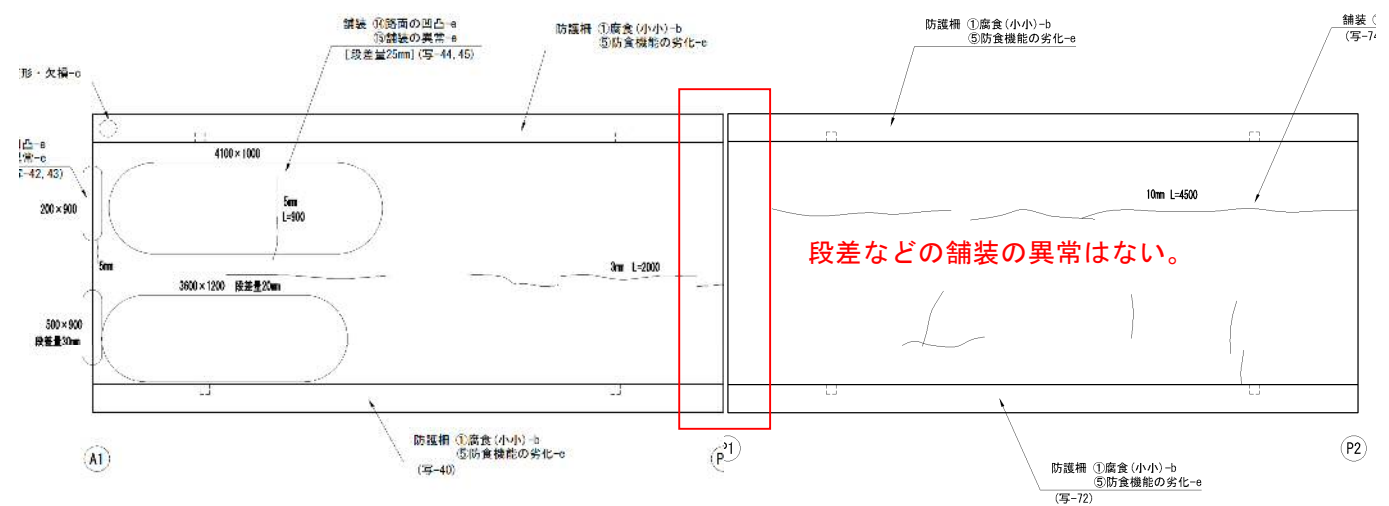 舗装 ⑭路面の凹凸-e
⑮舗装の異常-e
[段差量25mm](写-44,45)
防護柵 ①腐食(小小)-b
⑤防食機能の劣化-e
防護柵 ①腐食(小小)-b
⑤防食機能の劣化-e
舗装
(写-74
形・欠損-c
凹凸-e
異常-e
写-42,43)
4100×1000
200×900
5mm
L=900
10mm L=4500
段差などの舗装の異常はない。
5mm
3mm L=2000
3600×1200 段差量20mm
500×900
段差量30mm
A1
P
P1
P2
防護柵 ①腐食(小小)-b
⑤防食機能の劣化-e
(写-40)
防護柵 ①腐食(小小)-b
⑤防食機能の劣化-e
(写-72)